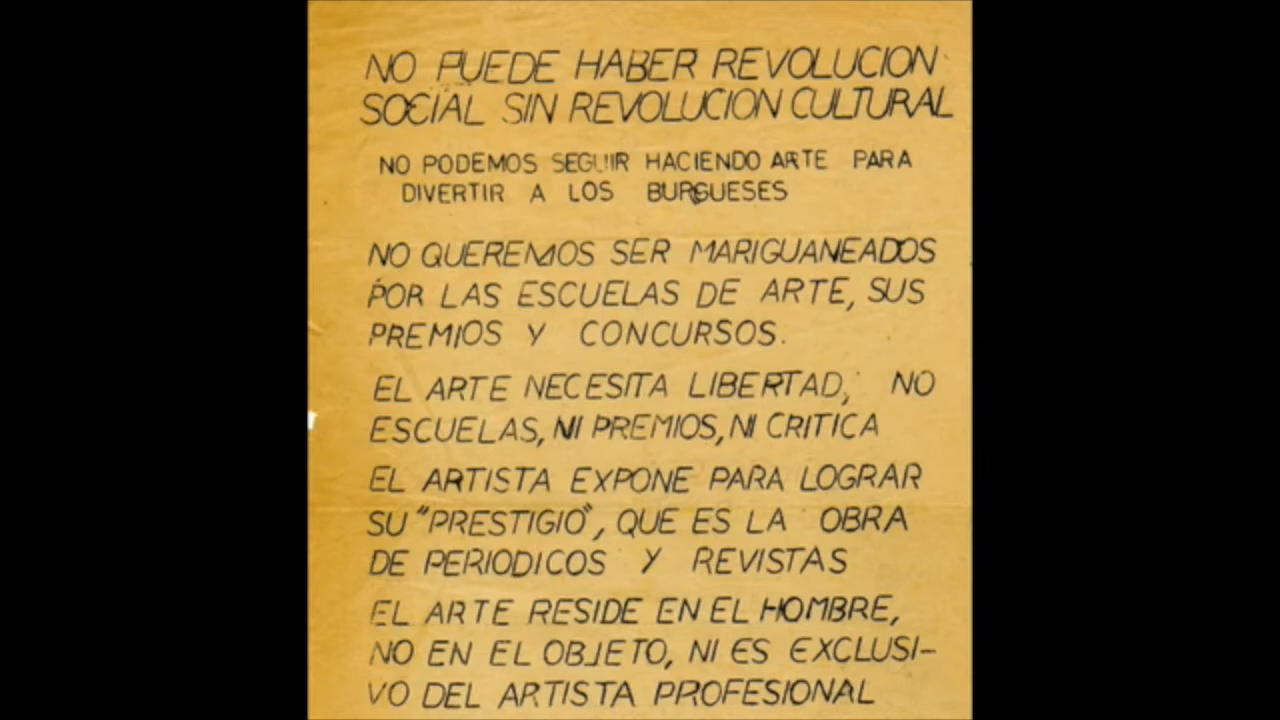 NO PUEDE HABER REVOLUCION
SOCIAL SIN REVOLUCION CULTURAL
NO PODEMOS SEGUIR HACIENDO ARTE PARA
DIVERTIR A LOS BURGUESES
NO QUEREMOS SER MARIGUANEADOS
POR LAS ESCUELAS DE ARTE, SUS
PREMIOS Y CONCURSOS.
EL ARTE NECESITA LIBERTAD, NO
ESCUELAS, NI PREMIOS, NI CRITICA
EL ARTISTA EXPONE PARA LOGRAR
SU "PRESTIGIO", QUE ES LA OBRA
DE PERIODICOS Y REVISTAS
EL ARTE RESIDE EN EL HOMBRE,
NO EN EL OBJETO, NI ES EXCLUSI-
VO DEL ARTISTA PROFESIONAL